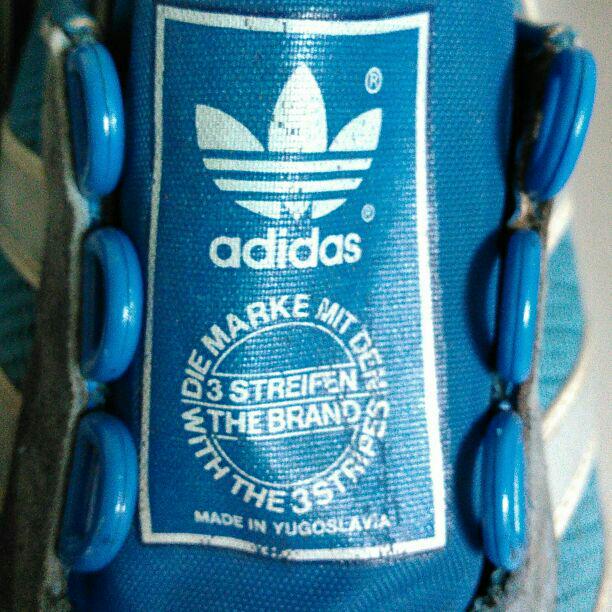 ®
®
adidas
DIE MARKE MIT DEN
3 STREIFEN
THE BRAND
WITH THE 3 STRIPES
MADE IN YUGOSLAVIA